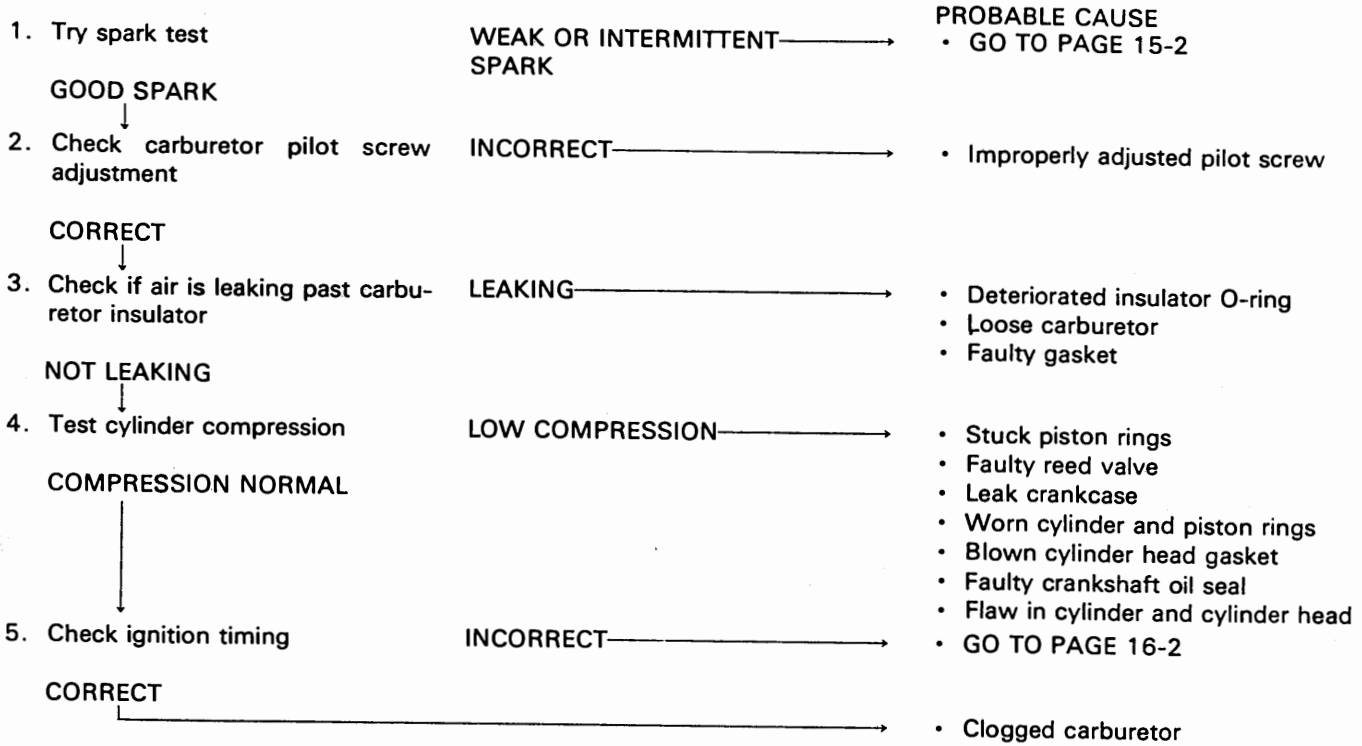 PROBABLE CAUSE
1. Try spark test WEAK OR INTERMITTENT • GO TO PAGE 15-2
SPARK
GOOD SPARK
2. Check carburetor pilot screw INCORRECT • Improperly adjusted pilot screw
adjustment
CORRECT
3. Check if air is leaking past carbu- LEAKING • Deteriorated insulator O-ring
retor insulator • Loose carburetor
• Faulty gasket
NOT LEAKING
4. Test cylinder compression LOW COMPRESSION • Stuck piston rings
• Faulty reed valve
COMPRESSION NORMAL • Leak crankcase
• Worn cylinder and piston rings
• Blown cylinder head gasket
• Faulty crankshaft oil seal
• Flaw in cylinder and cylinder head
5. Check ignition timing INCORRECT • GO TO PAGE 16-2
CORRECT
• Clogged carburetor